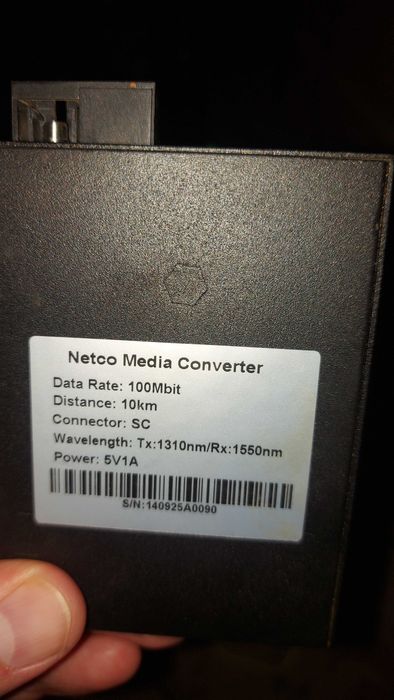 Netco Media Converter
Data Rate: 100Mbit
Distance: 10km
Connector: SC
Wavelength: Tx:1310nm/Rx:1550nm
Power: 5V1A
S/N:140925A0090